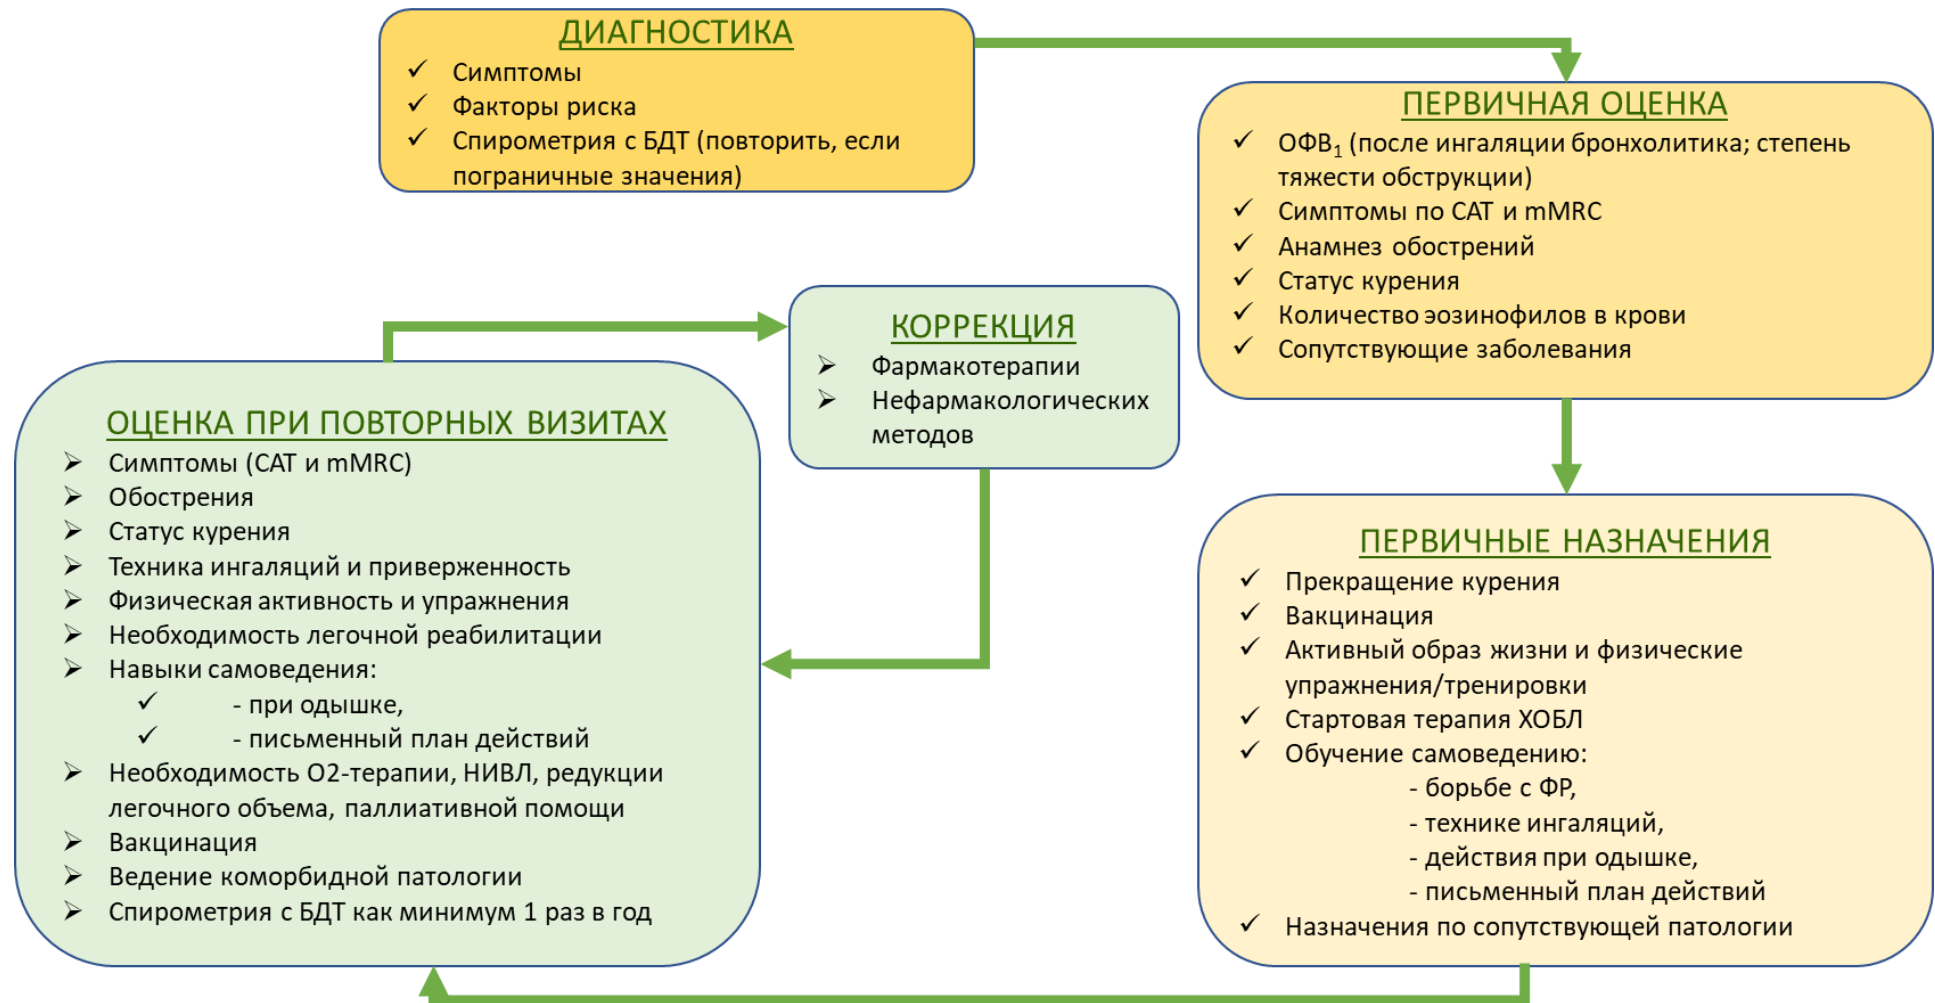 ДИАГНОСТИКА
✓ Симптомы
✓ Факторы риска
✓ Спирометрия с БДТ (повторить, если
пограничные значения)
ПЕРВИЧНАЯ ОЦЕНКА
✓ ОФВ₁ (после ингаляции бронхолитика; степень
тяжести обструкции)
✓ Симптомы по CAT и mMRC
✓ Анамнез обострений
✓ Статус курения
✓ Количество эозинофилов в крови
✓ Сопутствующие заболевания
ПЕРВИЧНЫЕ НАЗНАЧЕНИЯ
✓ Прекращение курения
✓ Вакцинация
✓ Активный образ жизни и физические
упражнения/тренировки
✓ Стартовая терапия ХОБЛ
✓ Обучение самоведению:
- борьбе с ФР,
- технике ингаляций,
- действия при одышке,
- письменный план действий
✓ Назначения по сопутствующей патологии
ОЦЕНКА ПРИ ПОВТОРНЫХ ВИЗИТАХ
➢ Симптомы (CAT и mMRC)
➢ Обострения
➢ Статус курения
➢ Техника ингаляций и приверженность
➢ Физическая активность и упражнения
➢ Необходимость легочной реабилитации
➢ Навыки самоведения:
✓ - при одышке,
✓ - письменный план действий
➢ Необходимость О2-терапии, НИВЛ, редукции
легочного объема, паллиативной помощи
➢ Вакцинация
➢ Ведение коморбидной патологии
➢ Спирометрия с БДТ как минимум 1 раз в год
КОРРЕКЦИЯ
➢ Фармакотерапии
➢ Нефармакологических
методов